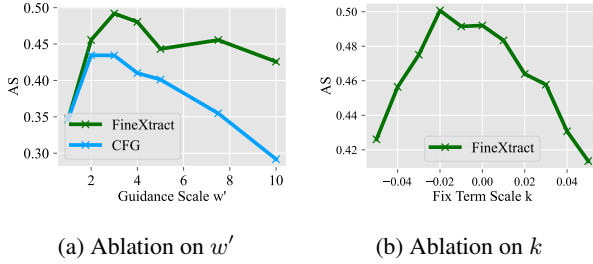 0.50
0.45
0.40
0.35
0.30
AS
FineXtract
CFG
2
4
6
8
10
Guidance Scale w'
(a) Ablation on w′
0.50
0.48
0.46
0.44
0.42
AS
FineXtract
−0.04
−0.02
0.00
0.02
0.04
Fix Term Scale k
(b) Ablation on k